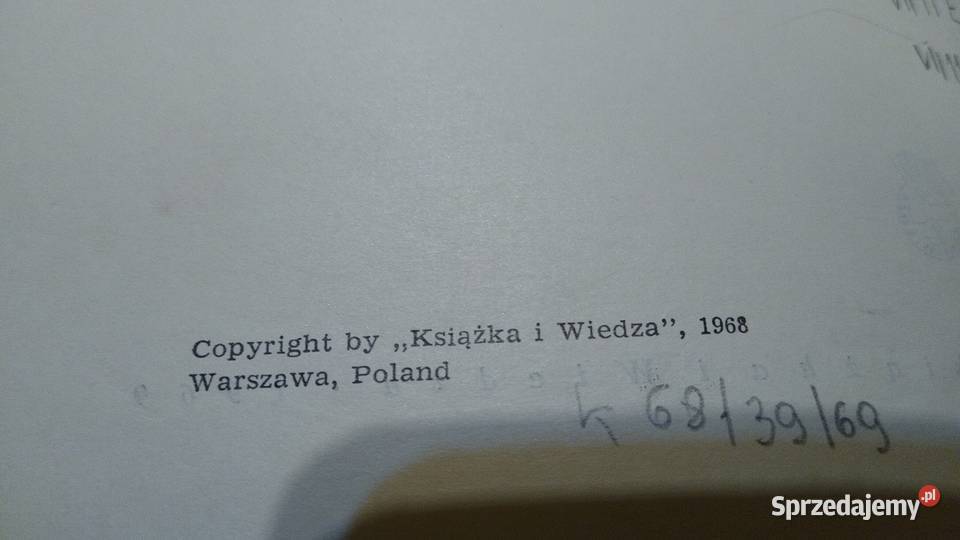 Copyright by „Książka i Wiedza”, 1968
Warszawa, Poland
k 68/39/69
Sprzedajemy.pl